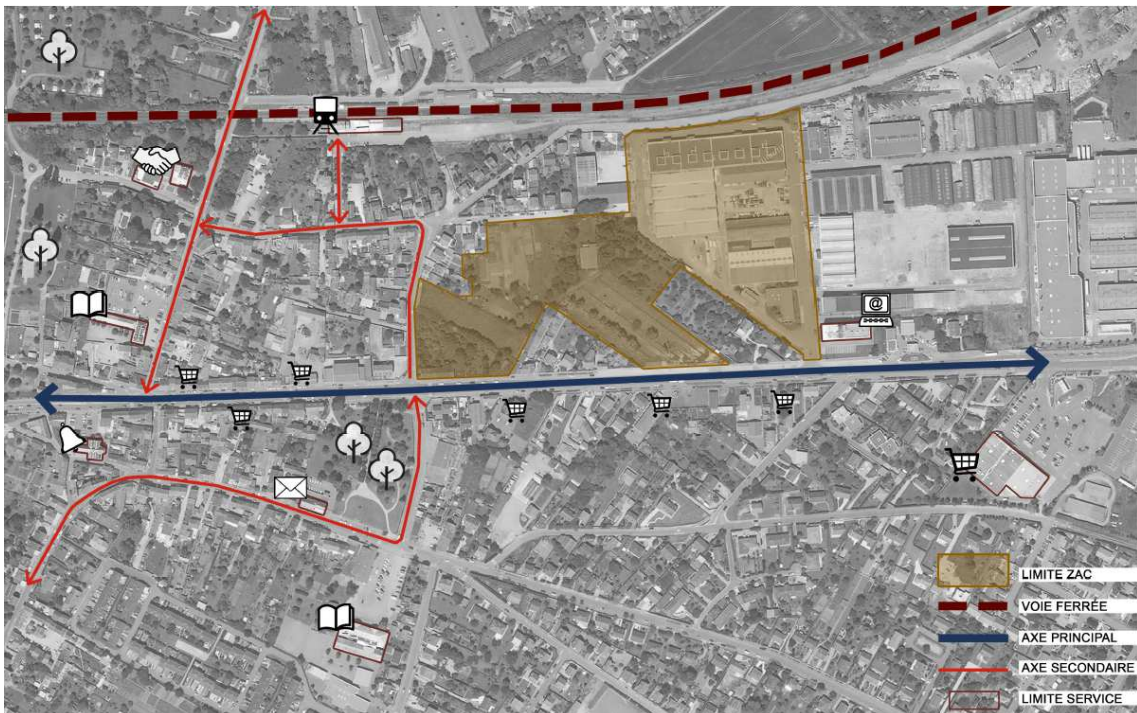 @
LIMITE ZAC
VOIE FERRÉE
AXE PRINCIPAL
AXE SECONDAIRE
LIMITE SERVICE